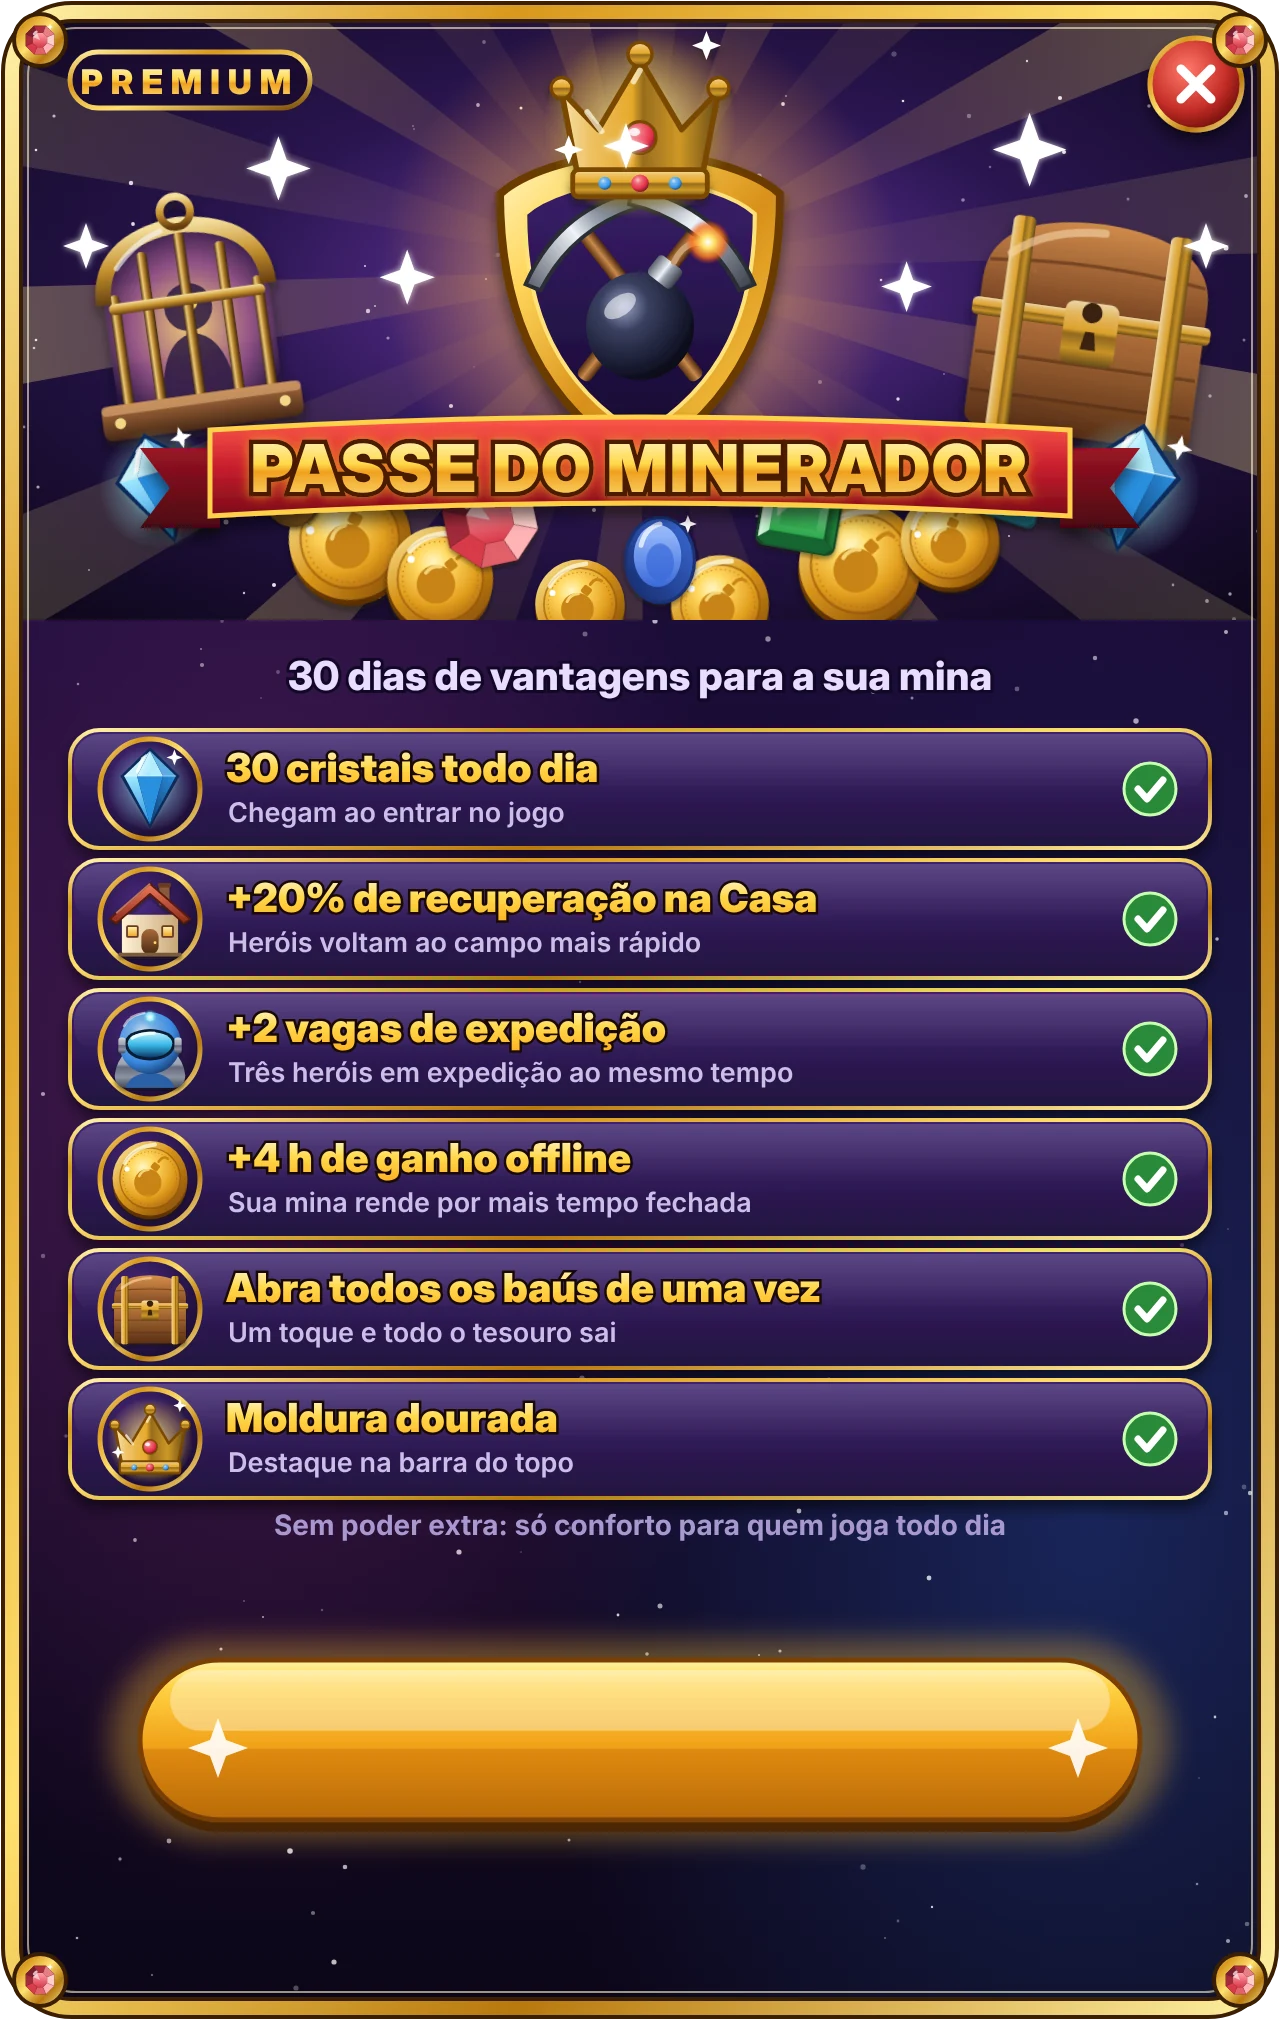 PREMIUM
PASSE DO MINERADOR
30 dias de vantagens para a sua mina
30 cristais todo dia
Chegam ao entrar no jogo
+20% de recuperação na Casa
Heróis voltam ao campo mais rápido
+2 vagas de expedição
Três heróis em expedição ao mesmo tempo
+4 h de ganho offline
Sua mina rende por mais tempo fechada
Abra todos os baús de uma vez
Um toque e todo o tesouro sai
Moldura dourada
Destaque na barra do topo
Sem poder extra: só conforto para quem joga todo dia